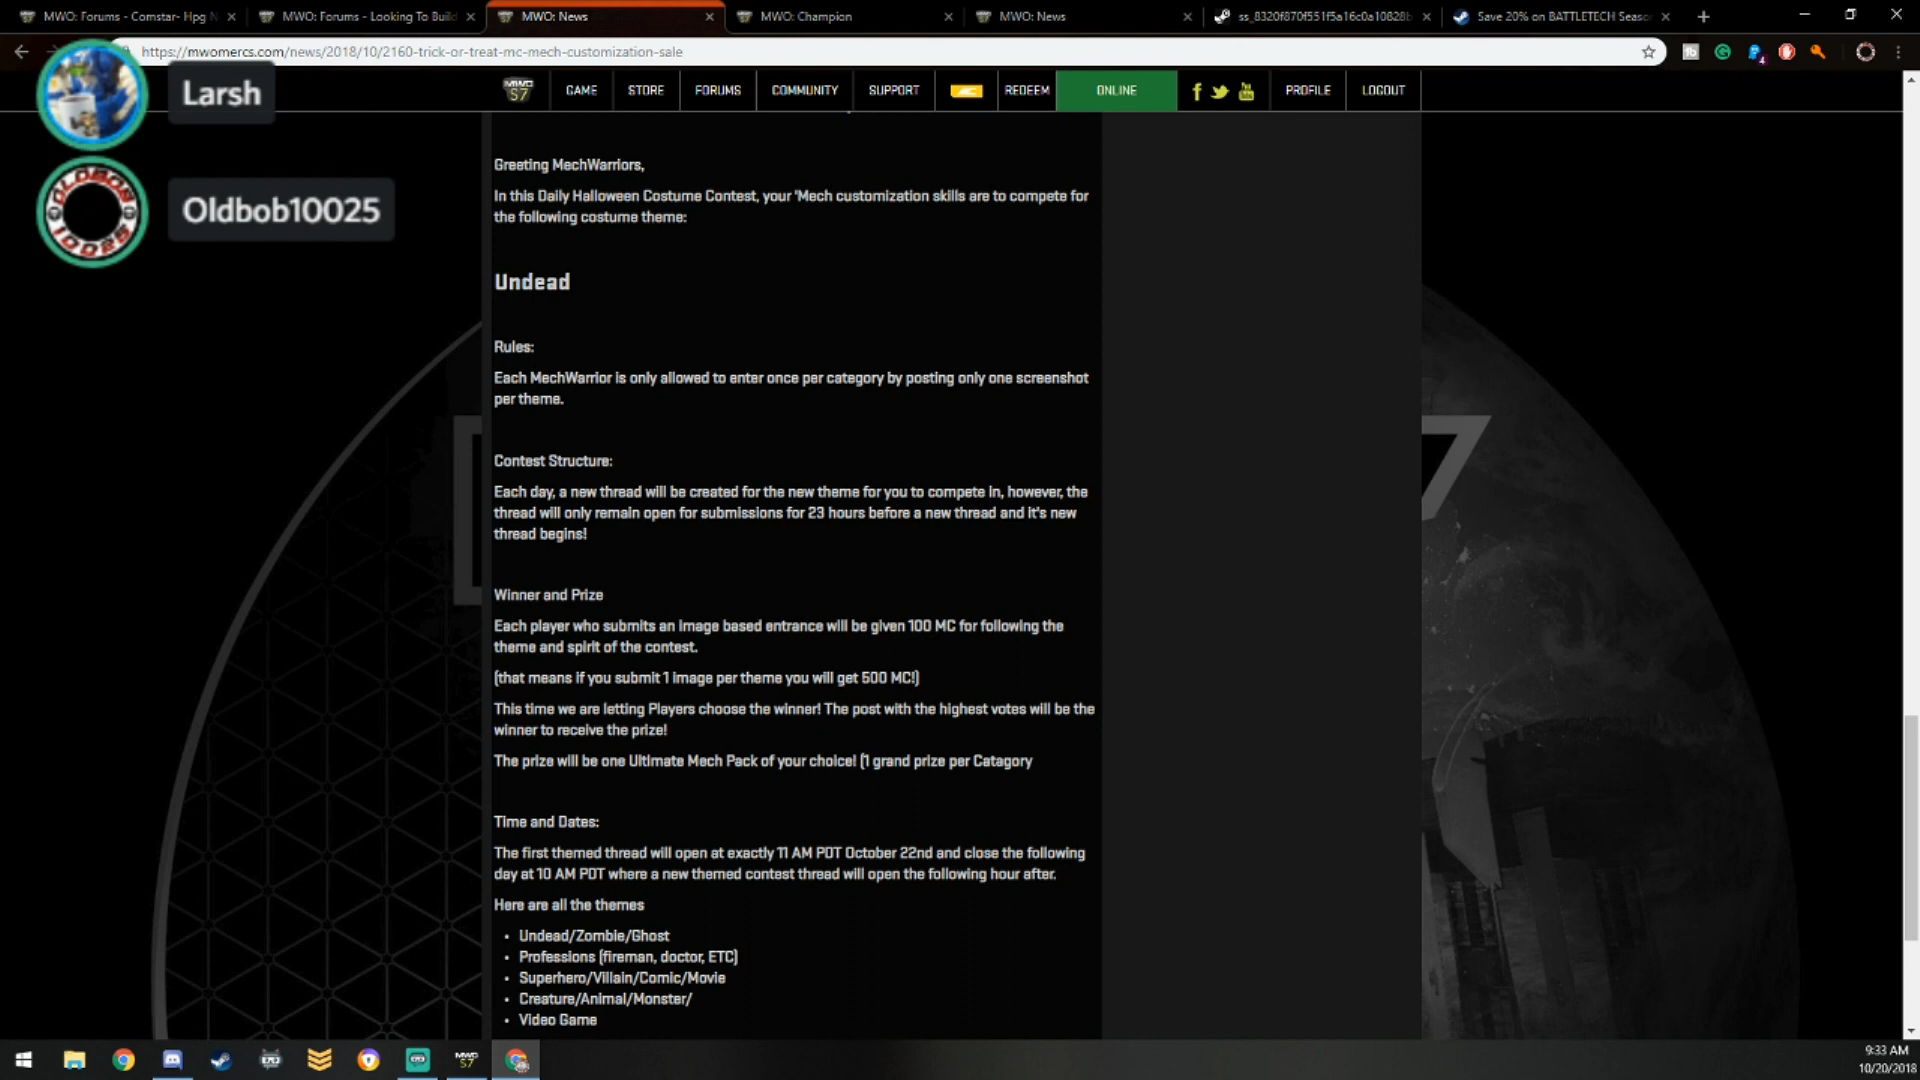 MWO: Forums - Comstar- Hpg N
MWO: Forums - Looking To Build
MWO: News
MWO: Champion
MWO: News
ss_8320f870f551f5a16c0a10828b
Save 20% on BATTLETECH Seaso
https://mwomercs.com/news/2018/10/2160-trick-or-treat-mc-mech-customization-sale
4
Larsh
MWO
S7
GAME
STORE
FORUMS
COMMUNITY
SUPPORT
REDEEM
ONLINE
PROFILE
LOGOUT
OLDBOB
10025
Oldbob10025
Greeting MechWarriors,
In this Daily Halloween Costume Contest, your 'Mech customization skills are to compete for
the following costume theme:
Undead
Rules:
Each MechWarrior is only allowed to enter once per category by posting only one screenshot
per theme.
Contest Structure:
Each day, a new thread will be created for the new theme for you to compete in, however, the
thread will only remain open for submissions for 23 hours before a new thread and it's new
thread begins!
Winner and Prize
Each player who submits an image based entrance will be given 100 MC for following the
theme and spirit of the contest.
(that means if you submit 1 image per theme you will get 500 MC!)
This time we are letting Players choose the winner! The post with the highest votes will be the
winner to receive the prize!
The prize will be one Ultimate Mech Pack of your choice! (1 grand prize per Catagory
Time and Dates:
The first themed thread will open at exactly 11 AM PDT October 22nd and close the following
day at 10 AM PDT where a new themed contest thread will open the following hour after.
Here are all the themes
• Undead/Zombie/Ghost
• Professions (fireman, doctor, ETC)
• Superhero/Villain/Comic/Movie
• Creature/Animal/Monster/
• Video Game
MWO
S7
9:33 AM
10/20/2018